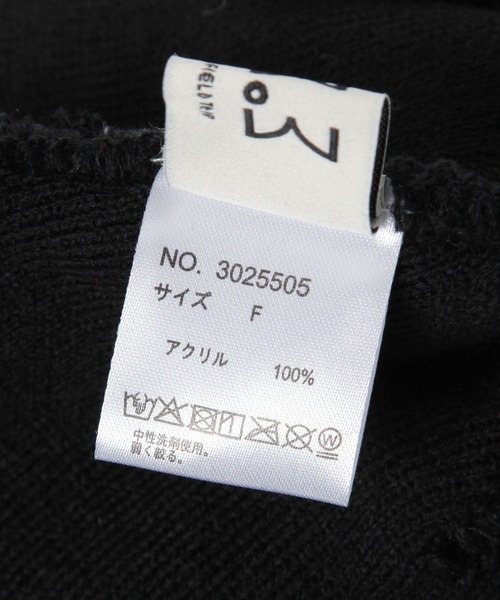 NO. 3025505
サイズ F
アクリル 100%
W
中性洗剤使用。
弱く絞る。